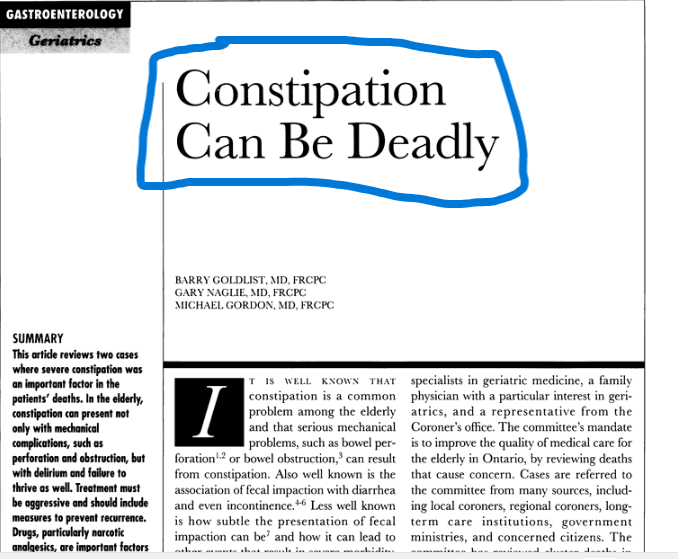 GASTROENTEROLOGY
Geriatrics
Constipation
Can Be Deadly
BARRY GOLDLIST, MD, FRCPC
GARY NAGLIE, MD, FRCPC
MICHAEL GORDON, MD, FRCPC
SUMMARY
This article reviews two cases
where severe constipation was
an important factor in the
patients' deaths. In the elderly,
constipation can present not
only with mechanical
complications, such as
perforation and obstruction, but
with delirium and failure to
thrive as well. Treatment must
be aggressive and should include
measures to prevent recurrence.
Drugs, particularly narcotic
analgesics, are important factors
IT IS WELL KNOWN THAT
constipation is a common
problem among the elderly
and that serious mechanical
problems, such as bowel per-
foration1,2 or bowel obstruction,3 can result
from constipation. Also well known is the
association of fecal impaction with diarrhea
and even incontinence.4-6 Less well known
is how subtle the presentation of fecal
impaction can be7 and how it can lead to
specialists in geriatric medicine, a family
physician with a particular interest in geri-
atrics, and a representative from the
Coroner's office. The committee's mandate
is to improve the quality of medical care for
the elderly in Ontario, by reviewing deaths
that cause concern. Cases are referred to
the committee from many sources, includ-
ing local coroners, regional coroners, long-
term care institutions, government
ministries, and concerned citizens. The